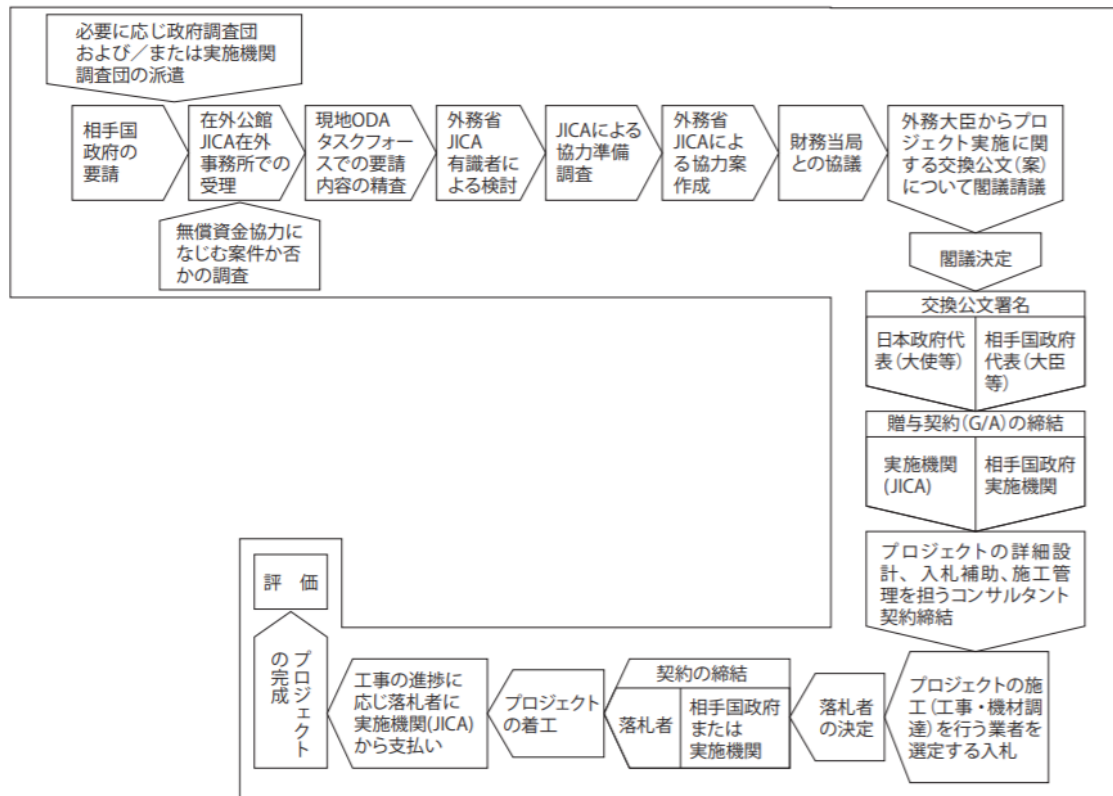 必要に応じ政府調査団
および／または実施機関
調査団の派遣
相手国
政府の
要請
在外公館
JICA在外
事務所での
受理
現地ODA
タスクフォー
スでの要請
内容の精査
外務省
JICA
有識者に
よる検討
JICAによる
協力準備
調査
外務省
JICAによ
る協力案
作成
財務当局
との協議
外務大臣からプロ
ジェクト実施に関
する交換公文（案）
について閣議請議
無償資金協力に
なじむ案件か否
かの調査
閣議決定
交換公文署名
日本政府代
表（大使等）
相手国政府
代表（大臣
等）
贈与契約（G/A）の締結
実施機関
(JICA)
相手国政府
実施機関
プロジェクトの詳細設
計、入札補助、施工管
理を担うコンサルタント
契約締結
プロジェクトの施
工（工事・機材調
達）を行う業者を
選定する入札
落札者
の決定
契約の締結
落札者
相手国政府
または
実施機関
プロジェクト
の着工
工事の進捗に
応じ落札者に
実施機関(JICA)
から支払い
プロジェクト
の完成
評　価